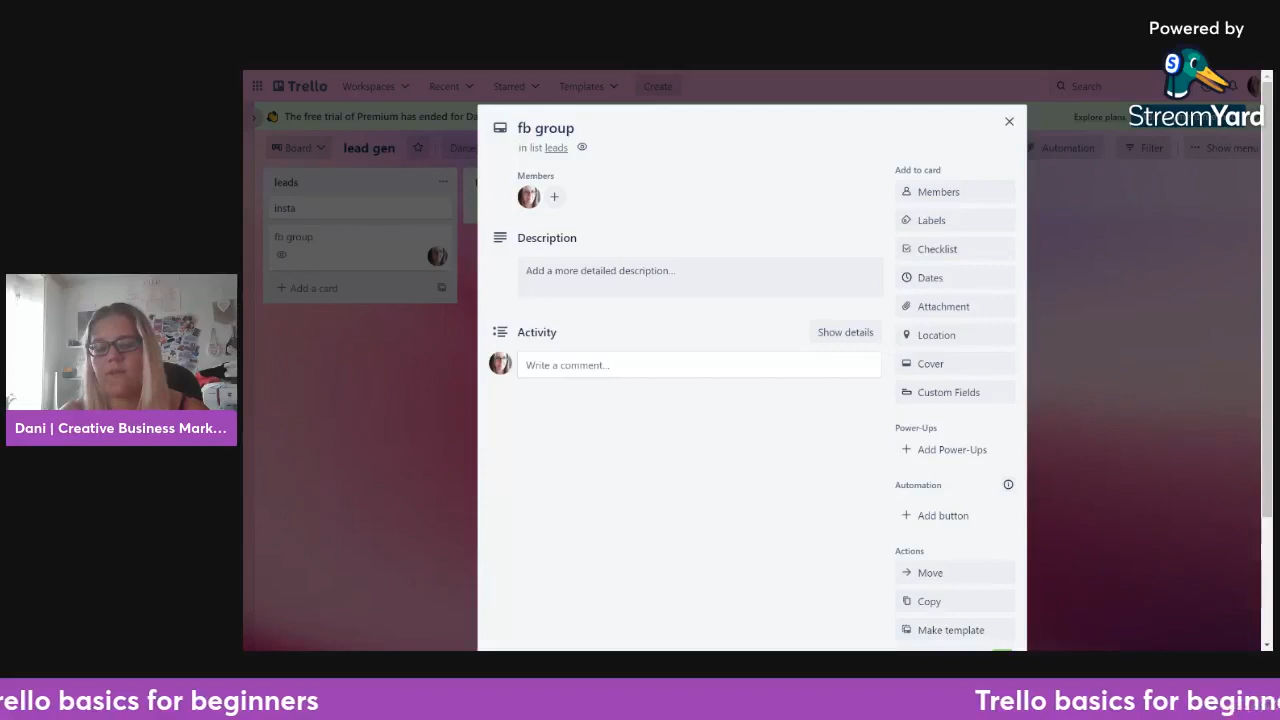 Powered by
StreamYard
Trello
Workspaces
Recent
Starred
Templates
Create
Search
The free trial of Premium has ended for Da
Explore plans
Board
lead gen
Automation
Filter
Show menu
leads
insta
fb group
Add a card
fb group
in list leads
Members
Description
Add a more detailed description...
Activity
Show details
Write a comment...
Add to card
Members
Labels
Checklist
Dates
Attachment
Location
Cover
Custom Fields
Power-Ups
Add Power-Ups
Automation
Add button
Actions
Move
Copy
Make template
Dani | Creative Business Mark...
rello basics for beginners
Trello basics for beginn